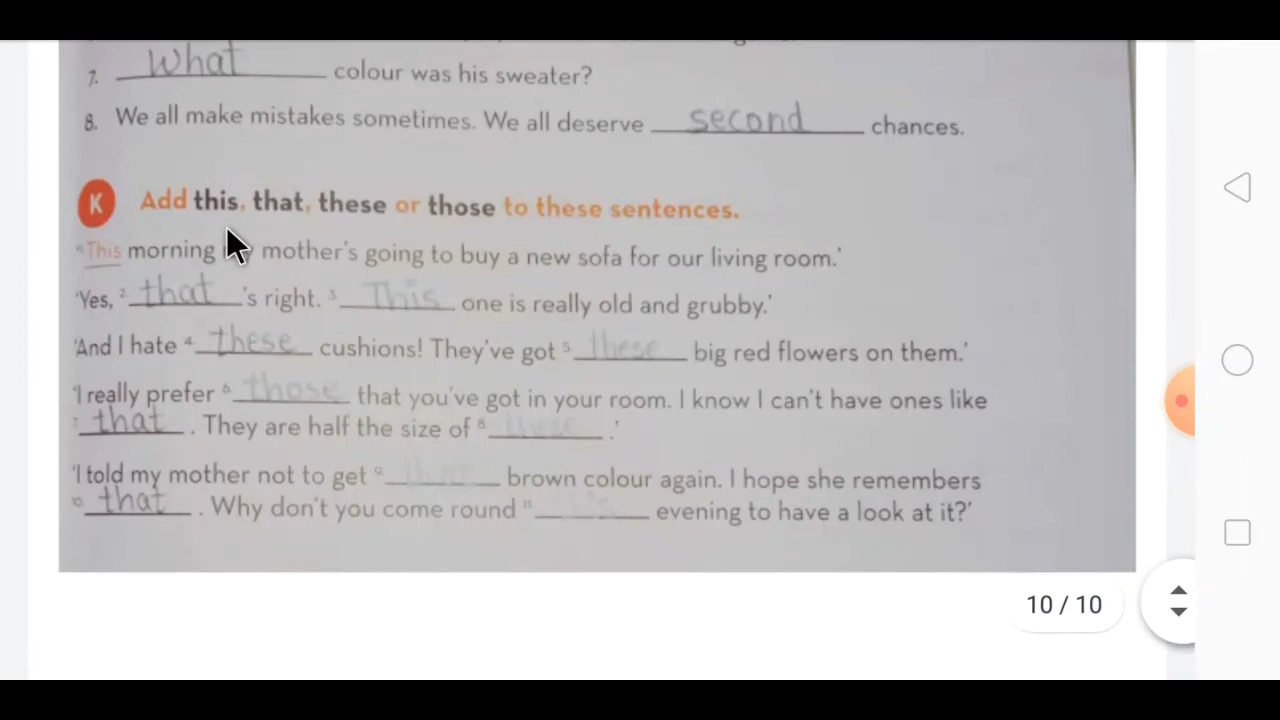 7. What colour was his sweater?
8. We all make mistakes sometimes. We all deserve second chances.
K Add this, that, these or those to these sentences.
'1 This morning mother's going to buy a new sofa for our living room.'
'Yes, 2 that 's right. 3 This one is really old and grubby.'
'And I hate 4 these cushions! They've got 5 these big red flowers on them.'
'I really prefer 6 those that you've got in your room. I know I can't have ones like
7 that . They are half the size of 8 these .'
'I told my mother not to get 9 that brown colour again. I hope she remembers
10 that . Why don't you come round 11 evening to have a look at it?'
10 / 10